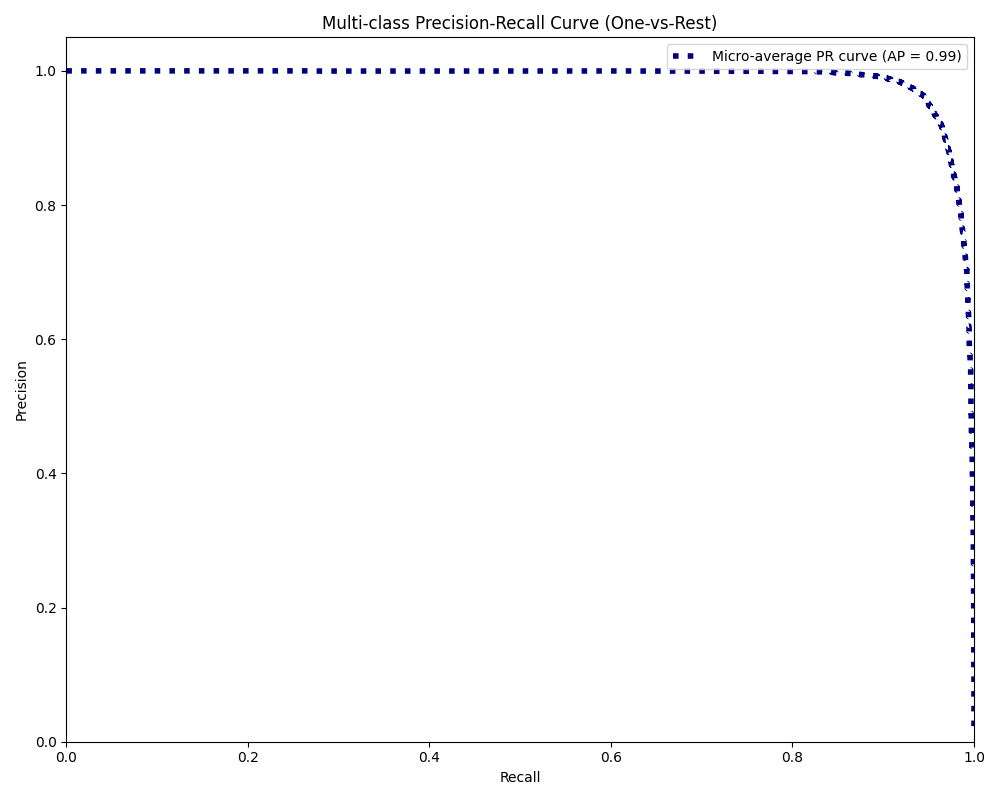 Multi-class Precision-Recall Curve (One-vs-Rest)
Micro-average PR curve (AP = 0.99)
1.0
0.8
0.6
0.4
0.2
0.0
Precision
0.0 0.2 0.4 0.6 0.8 1.0
Recall